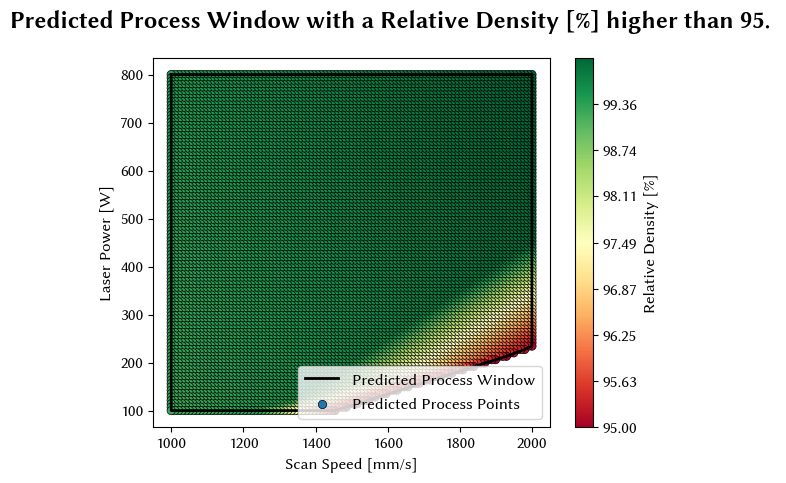 Predicted Process Window with a Relative Density [%] higher than 95.
800
700
600
500
400
300
200
100
Laser Power [W]
1000 1200 1400 1600 1800 2000
Scan Speed [mm/s]
Predicted Process Window
Predicted Process Points
99.36
98.74
98.11
97.49
96.87
96.25
95.63
95.00
Relative Density [%]